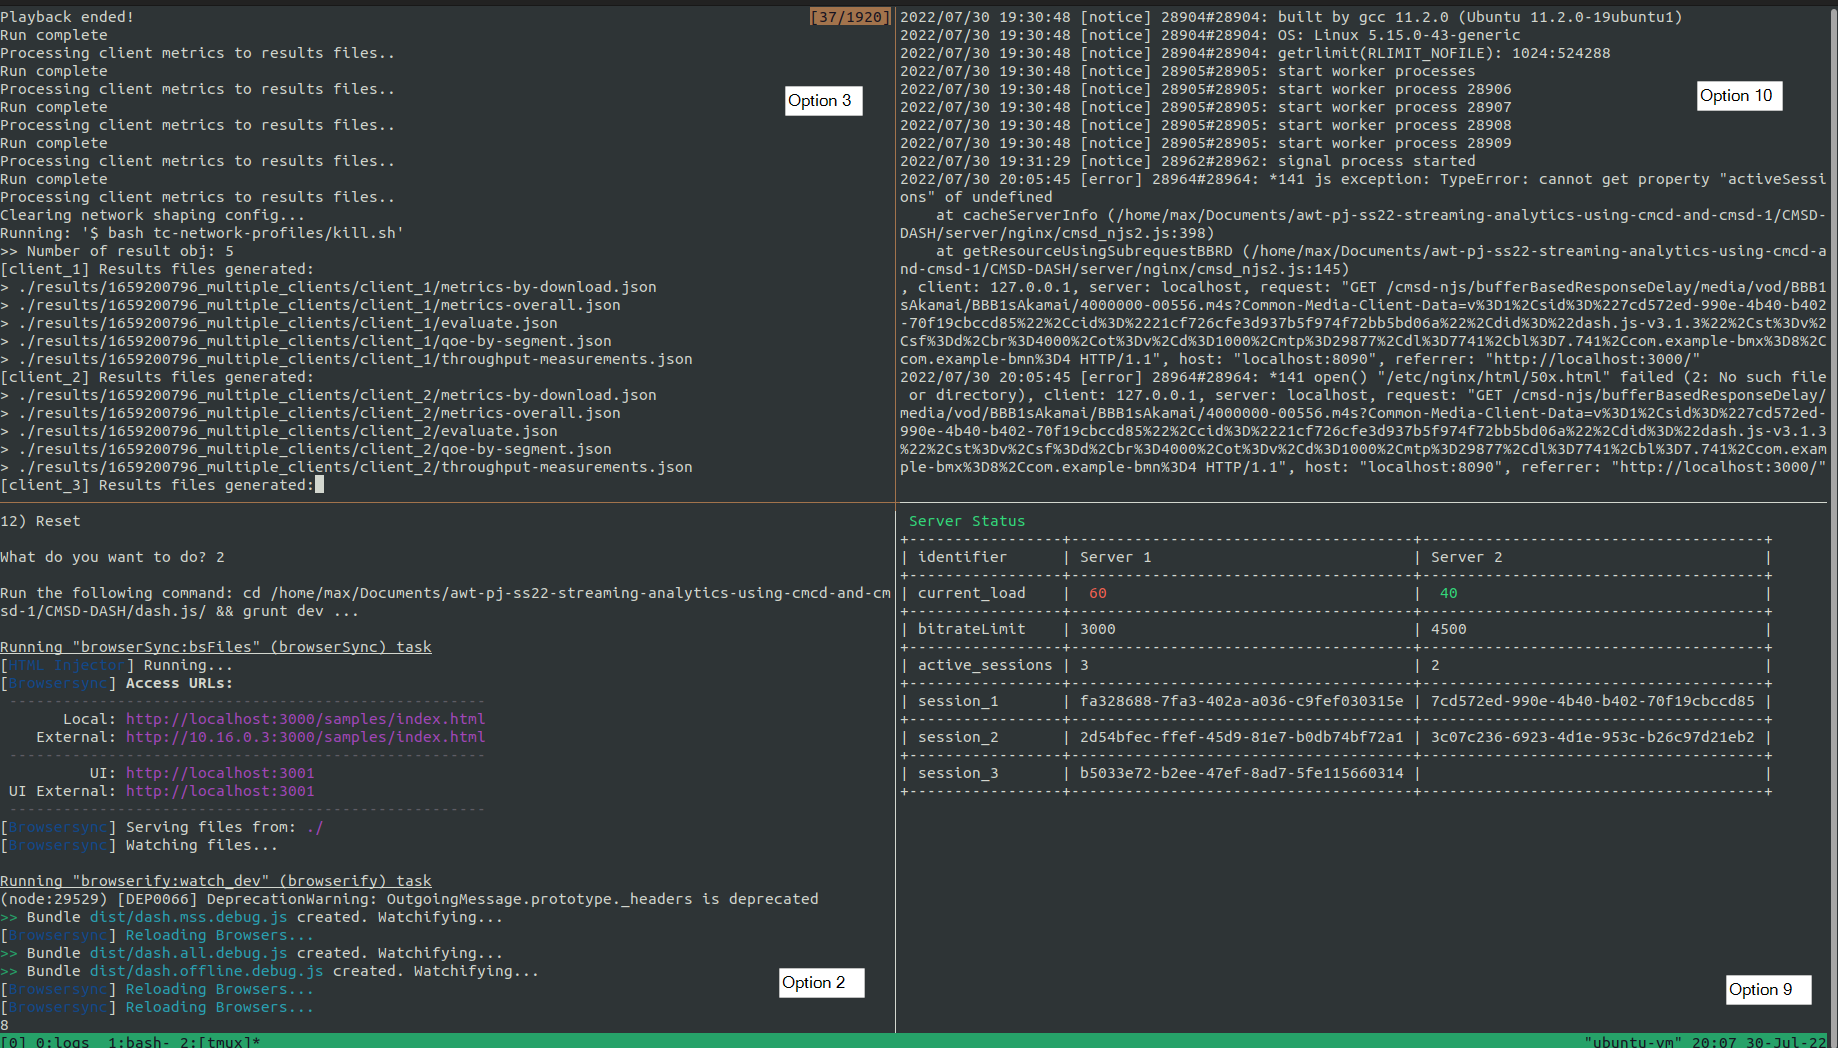 Playback ended!
[37/1920]
Run complete
Processing client metrics to results files..
Run complete
Processing client metrics to results files..
Run complete
Processing client metrics to results files..
Run complete
Processing client metrics to results files..
Run complete
Processing client metrics to results files..
Clearing network shaping config...
Running: '$ bash tc-network-profiles/kill.sh'
>> Number of result obj: 5
[client_1] Results files generated:
> ./results/1659200796_multiple_clients/client_1/metrics-by-download.json
> ./results/1659200796_multiple_clients/client_1/metrics-overall.json
> ./results/1659200796_multiple_clients/client_1/evaluate.json
> ./results/1659200796_multiple_clients/client_1/qoe-by-segment.json
> ./results/1659200796_multiple_clients/client_1/throughput-measurements.json
[client_2] Results files generated:
> ./results/1659200796_multiple_clients/client_2/metrics-by-download.json
> ./results/1659200796_multiple_clients/client_2/metrics-overall.json
> ./results/1659200796_multiple_clients/client_2/evaluate.json
> ./results/1659200796_multiple_clients/client_2/qoe-by-segment.json
> ./results/1659200796_multiple_clients/client_2/throughput-measurements.json
[client_3] Results files generated:
Option 3
2022/07/30 19:30:48 [notice] 28904#28904: built by gcc 11.2.0 (Ubuntu 11.2.0-19ubuntu1)
2022/07/30 19:30:48 [notice] 28904#28904: OS: Linux 5.15.0-43-generic
2022/07/30 19:30:48 [notice] 28904#28904: getrlimit(RLIMIT_NOFILE): 1024:524288
2022/07/30 19:30:48 [notice] 28905#28905: start worker processes
2022/07/30 19:30:48 [notice] 28905#28905: start worker process 28906
2022/07/30 19:30:48 [notice] 28905#28905: start worker process 28907
2022/07/30 19:30:48 [notice] 28905#28905: start worker process 28908
2022/07/30 19:30:48 [notice] 28905#28905: start worker process 28909
2022/07/30 19:31:29 [notice] 28962#28962: signal process started
2022/07/30 20:05:45 [error] 28964#28964: *141 js exception: TypeError: cannot get property "activeSessi
ons" of undefined
at cacheServerInfo (/home/max/Documents/awt-pj-ss22-streaming-analytics-using-cmcd-and-cmsd-1/CMSD-
DASH/server/nginx/cmsd_njs2.js:398)
at getResourceUsingSubrequestBBRD (/home/max/Documents/awt-pj-ss22-streaming-analytics-using-cmcd-a
nd-cmsd-1/CMSD-DASH/server/nginx/cmsd_njs2.js:145)
, client: 127.0.0.1, server: localhost, request: "GET /cmsd-njs/bufferBasedResponseDelay/media/vod/BBB1
sAkamai/BBB1sAkamai/4000000-00556.m4s?Common-Media-Client-Data=v%3D1%2Csid%3D%227cd572ed-990e-4b40-b402
-70f19cbccd85%22%2Ccid%3D%2221cf726cfe3d937b5f974f72bb5bd06a%22%2Cdid%3D%22dash.js-v3.1.3%22%2Cst%3Dv%2
Csf%3Dd%2Cbr%3D4000%2Cot%3Dv%2Cd%3D1000%2Cmtp%3D29877%2Cdl%3D7741%2Cbl%3D7.741%2Ccom.example-bmx%3D8%2C
com.example-bmn%3D4 HTTP/1.1", host: "localhost:8090", referrer: "http://localhost:3000/"
2022/07/30 20:05:45 [error] 28964#28964: *141 open() "/etc/nginx/html/50x.html" failed (2: No such file
or directory), client: 127.0.0.1, server: localhost, request: "GET /cmsd-njs/bufferBasedResponseDelay/
media/vod/BBB1sAkamai/BBB1sAkamai/4000000-00556.m4s?Common-Media-Client-Data=v%3D1%2Csid%3D%227cd572ed-
990e-4b40-b402-70f19cbccd85%22%2Ccid%3D%2221cf726cfe3d937b5f974f72bb5bd06a%22%2Cdid%3D%22dash.js-v3.1.3
%22%2Cst%3Dv%2Csf%3Dd%2Cbr%3D4000%2Cot%3Dv%2Cd%3D1000%2Cmtp%3D29877%2Cdl%3D7741%2Cbl%3D7.741%2Ccom.exam
ple-bmx%3D8%2Ccom.example-bmn%3D4 HTTP/1.1", host: "localhost:8090", referrer: "http://localhost:3000/"
Option 10
12) Reset
What do you want to do? 2
Run the following command: cd /home/max/Documents/awt-pj-ss22-streaming-analytics-using-cmcd-and-cm
sd-1/CMSD-DASH/dash.js/ && grunt dev ...
Running "browserSync:bsFiles" (browserSync) task
[HTML Injector] Running...
[Browsersync] Access URLs:
Local: http://localhost:3000/samples/index.html
External: http://10.16.0.3:3000/samples/index.html
UI: http://localhost:3001
UI External: http://localhost:3001
[Browsersync] Serving files from: ./
[Browsersync] Watching files...
Running "browserify:watch_dev" (browserify) task
(node:29529) [DEP0066] DeprecationWarning: OutgoingMessage.prototype._headers is deprecated
>> Bundle dist/dash.mss.debug.js created. Watchifying...
[Browsersync] Reloading Browsers...
>> Bundle dist/dash.all.debug.js created. Watchifying...
>> Bundle dist/dash.offline.debug.js created. Watchifying...
[Browsersync] Reloading Browsers...
[Browsersync] Reloading Browsers...
8
Option 2
Server Status
| identifier | Server 1 | Server 2 |
| current_load | 60 | 40 |
| bitrateLimit | 3000 | 4500 |
| active_sessions | 3 | 2 |
| session_1 | fa328688-7fa3-402a-a036-c9fef030315e | 7cd572ed-990e-4b40-b402-70f19cbccd85 |
| session_2 | 2d54bfec-ffef-45d9-81e7-b0db74bf72a1 | 3c07c236-6923-4d1e-953c-b26c97d21eb2 |
| session_3 | b5033e72-b2ee-47ef-8ad7-5fe115660314 | |
Option 9
[0] 0:logs 1:bash- 2:[tmux]*
"ubuntu-vm" 20:07 30-Jul-22